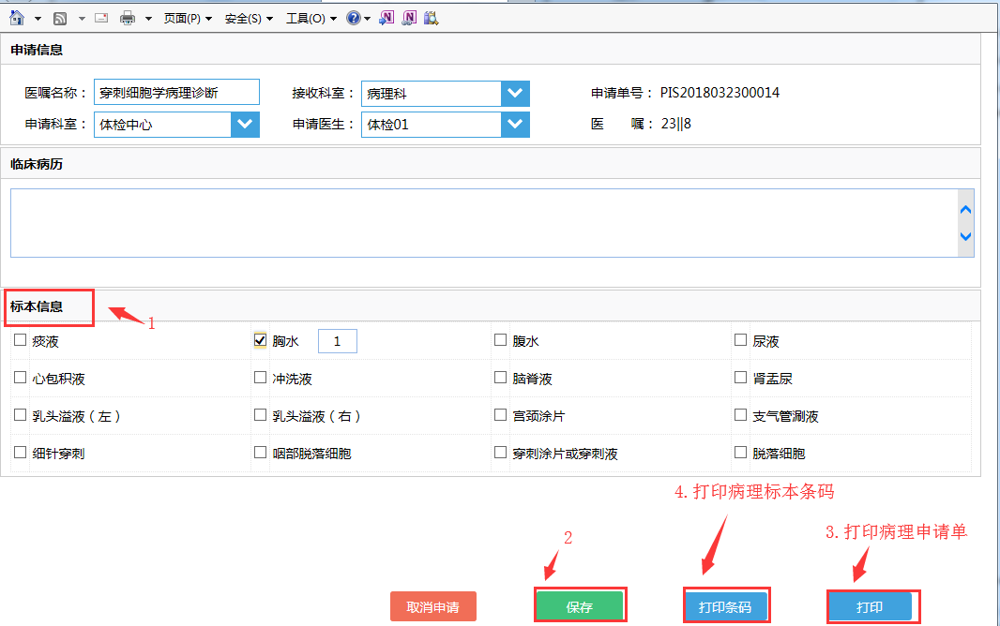 页面(P) 安全(S) 工具(O)
申请信息
医嘱名称： 穿刺细胞学病理诊断 接收科室： 病理科 申请单号： PIS2018032300014
申请科室： 体检中心 申请医生： 体检01 医 嘱： 23||8
临床病历
标本信息
1
痰液 胸水 1 腹水 尿液
心包积液 冲洗液 脑脊液 肾盂尿
乳头溢液（左） 乳头溢液（右） 宫颈涂片 支气管涮液
细针穿刺 咽部脱落细胞 穿刺涂片或穿刺液 脱落细胞
4.打印病理标本条码
2 3.打印病理申请单
取消申请 保存 打印条码 打印